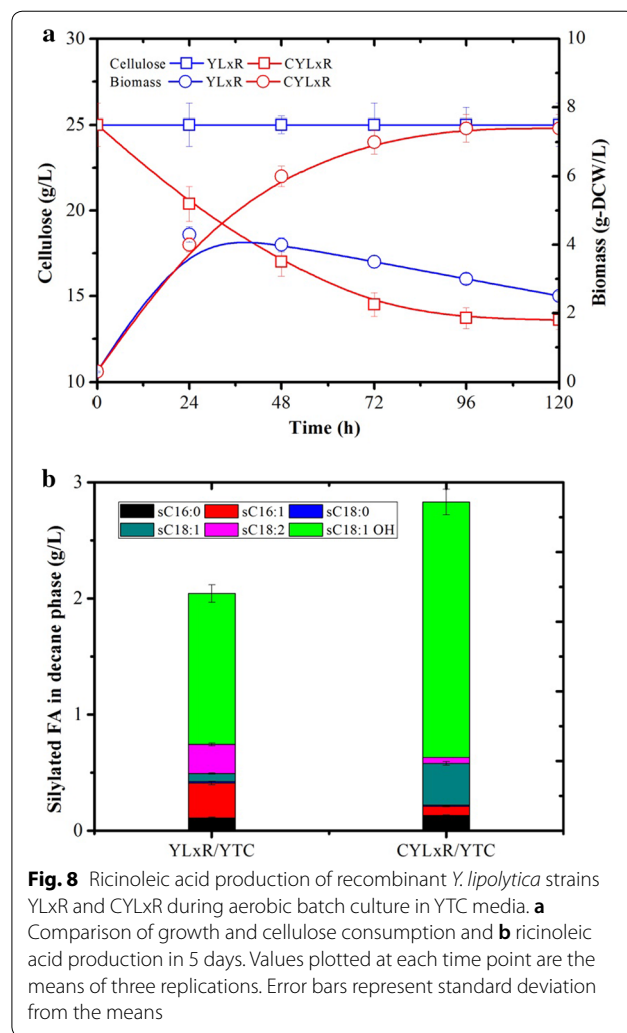 a
30
25
20
15
10
Cellulose (g/L)
Cellulose YLxR CYLxR
Biomass YLxR CYLxR
10
8
6
4
2
0
Biomass (g-DCW/L)
0 24 48 72 96 120
Time (h)
b
3
2
1
0
Silylated FA in decane phase (g/L)
sC16:0 sC16:1 sC18:0
sC18:1 sC18:2 sC18:1 OH
YLxR/YTC CYLxR/YTC
Fig. 8 Ricinoleic acid production of recombinant Y. lipolytica strains
YLxR and CYLxR during aerobic batch culture in YTC media. a
Comparison of growth and cellulose consumption and b ricinoleic
acid production in 5 days. Values plotted at each time point are the
means of three replications. Error bars represent standard deviation
from the means